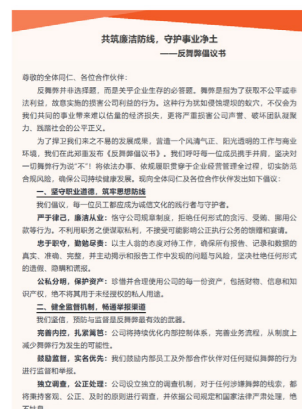 共筑廉洁防线，守护事业净土
——反舞弊倡议书
尊敬的全体同仁、各位合作伙伴：
反舞弊并非选择题，而是关乎企业生存的必答题。舞弊是别为了获取不公平或非
法利益，故意实施的损害公司利益的行为。这种行为犹如侵蚀堤坝的蚁穴，不仅会为
我们共同的事业带来难以估量的经济损失，更将严重损害公司声誉、破坏团队凝聚
力、践踏社会的公平正义。
为了捍卫们来之不易的发展成果，营造一个风清气正、阳光透明的工作与商业
环境，我们在此郑重发布《反舞弊倡议书》。我们呼吁每一位成员携手并肩，坚决对
一切舞弊行为说"不"！将依法办事、依规履职贯穿于企业经营管理全过程，切实防范
合规风险，确保公司持续健康发展。现向全体同仁及各位合作伙伴发出如下倡议：
一、坚守职业道德，筑牢思想防线
我们倡议，每一位员工都应成为诚信文化的践行者与守护者。
严于律己，廉洁从业：恪守公司规章制度，拒绝任何形式的贪污、受贿、挪用公
款等行为。不利用职务之便谋取私利，不接受可能影响公正执行公务的馈赠和宴请。
忠于职守，勤勉尽责：以主人翁的态度对待工作，确保所有报告、记录和数据的
真实、准确、完整，并主动揭示和报告工作中发现的问题与风险，坚决杜绝任何形式
的造假、隐瞒和谎报。
公私分明，保护资产：珍惜并合理使用公司的每一份资产，包括财物、信息和知
识产权，绝不将其用于未经授权的私人用途。
二、健全监督机制，畅通举报渠道
我们坚信，预防与监督是反舞弊最有效的武器。
完善内控，扎紧篱笆：公司将持续优化内部控制体系，完善业务流程，从制度上
减少舞弊行为发生的可能性。
鼓励监督，实名优先：我们鼓励内部员工及外部合作伙伴对任何疑似舞弊的行为
进行监督和举报。
独立调查，公正处理：公司设立独立的调查机制，对于任何涉嫌舞弊的线索，都
将秉持客观、公正、及时的原则进行调查，并依据公司规定和国家法律严肃处理，绝